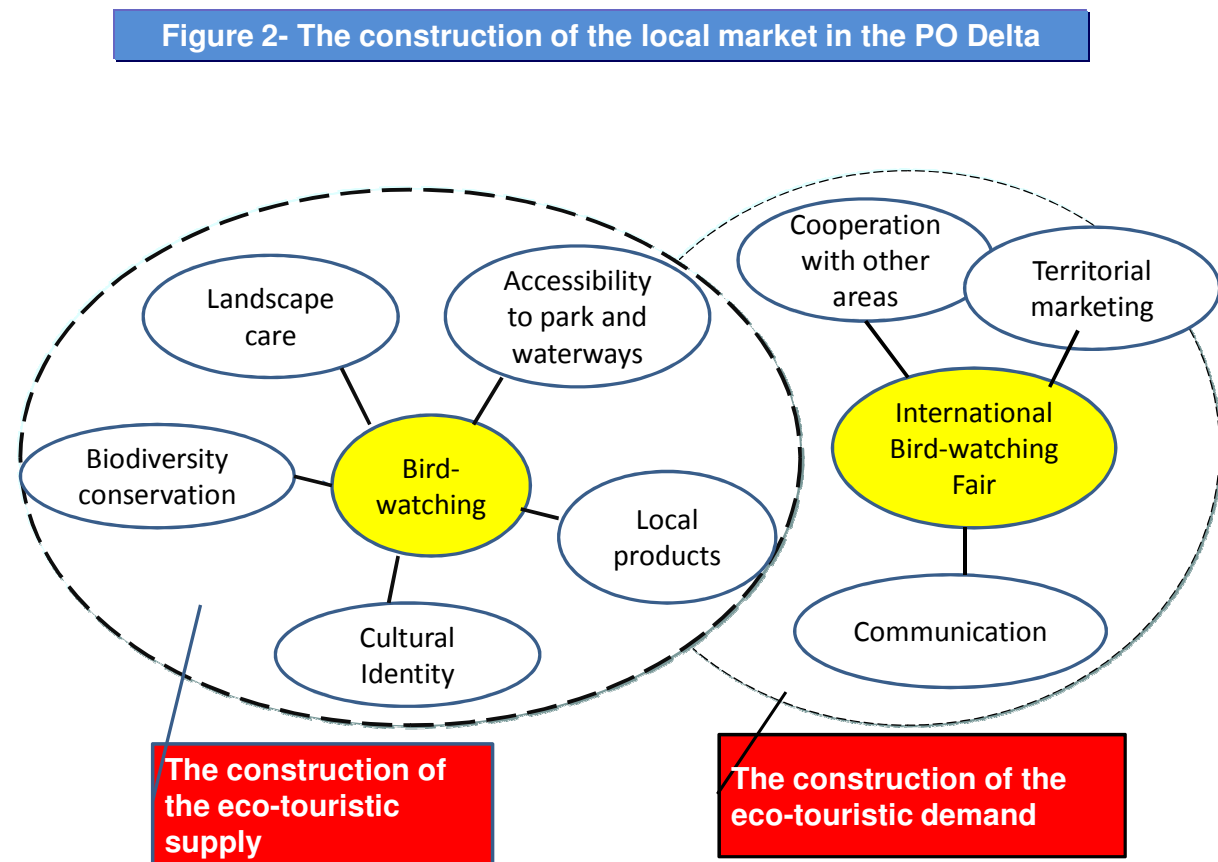 Figure 2- The construction of the local market in the PO Delta
Landscape
care
Accessibility
to park and
waterways
Biodiversity
conservation
Bird-
watching
Local
products
Cultural
Identity
Cooperation
with other
areas
Territorial
marketing
International
Bird-watching
Fair
Communication
The construction of
the eco-touristic
supply
The construction of the
eco-touristic demand